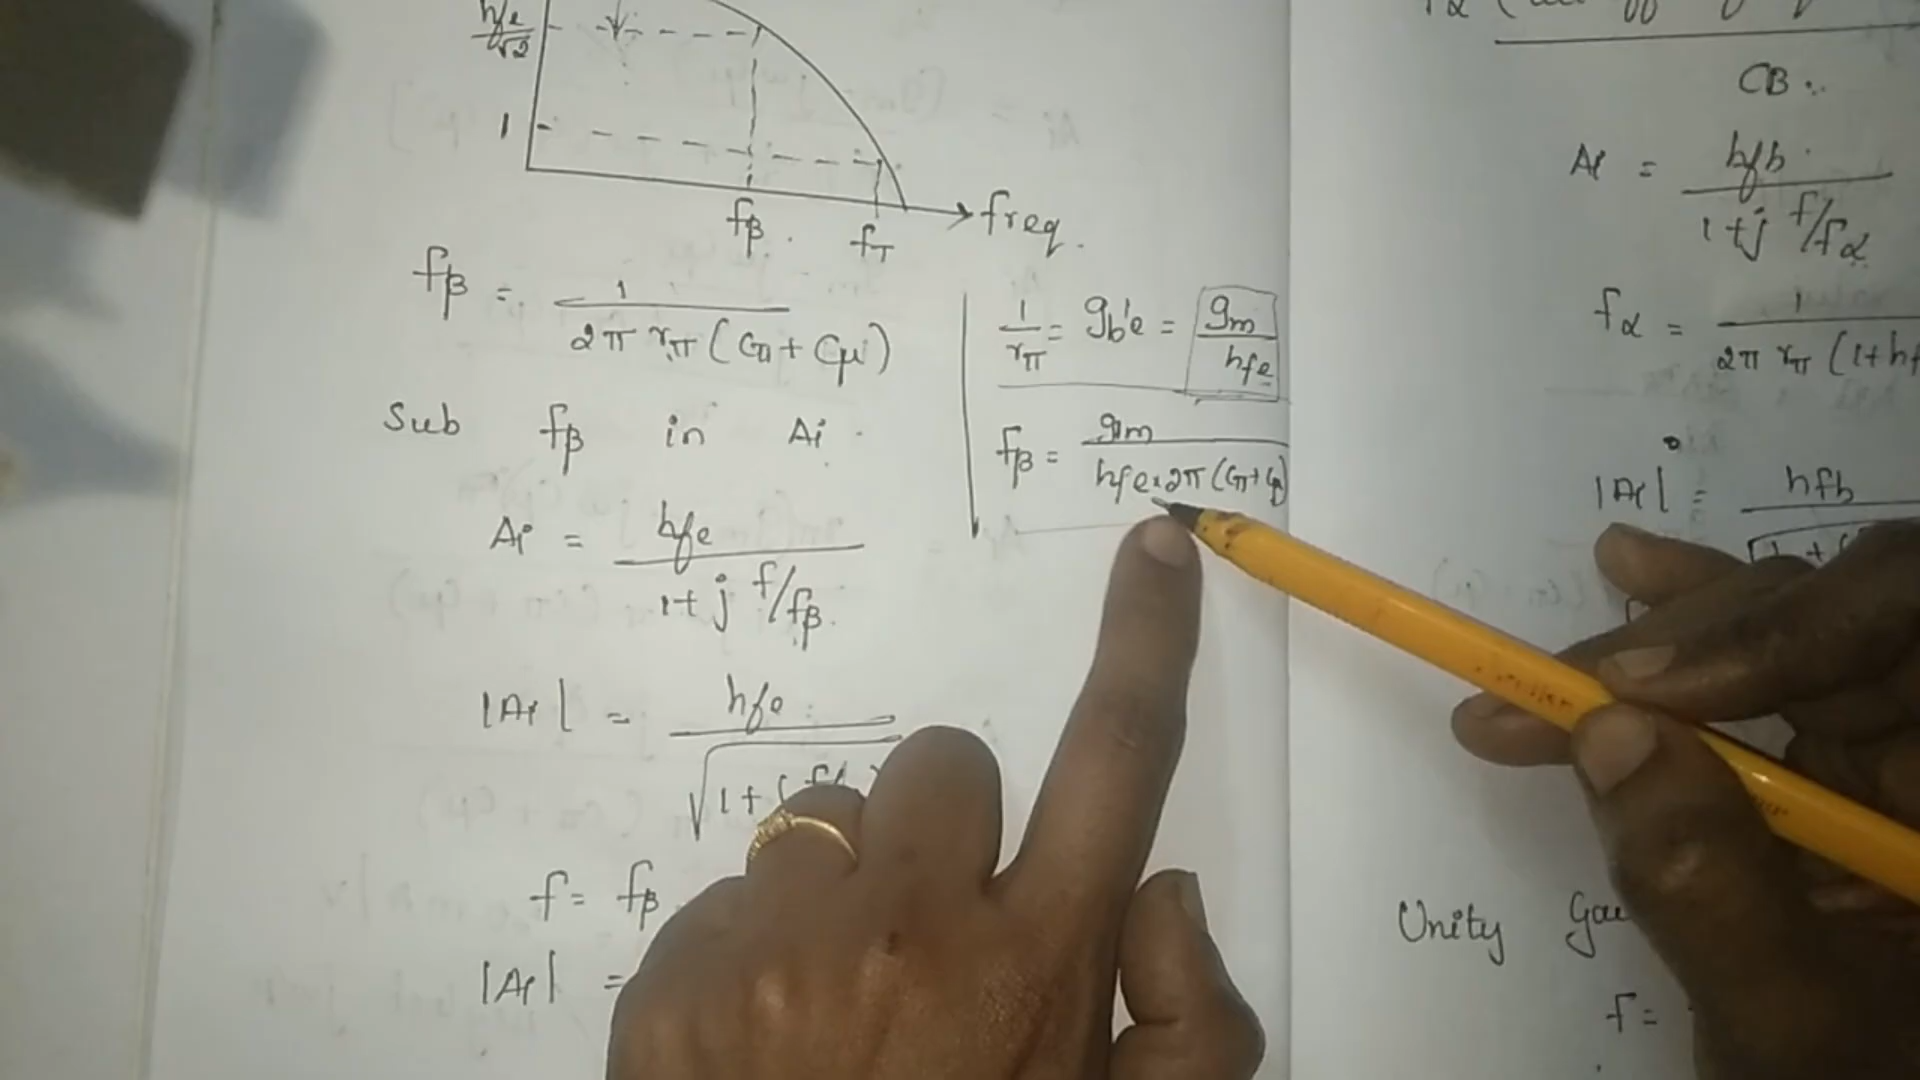 hfe/√2
1
fβ fT freq.
fβ = 1 / 2π rπ (Cπ + Cμ)
1/rπ = gb'e = gm/hfe
Sub fβ in Ai
fβ = gm / hfe × 2π (Cπ + Cμ)
Ai = hfe / 1 + j f/fβ
|Ai| = hfe / √1 + (f/
f = fβ
|Ai| =
CB
Ai = hfb / 1 + j f/fα
fα = 1 / 2π rπ (1 + hf
|Ai| = hfb / √1 + (
Unity
f =